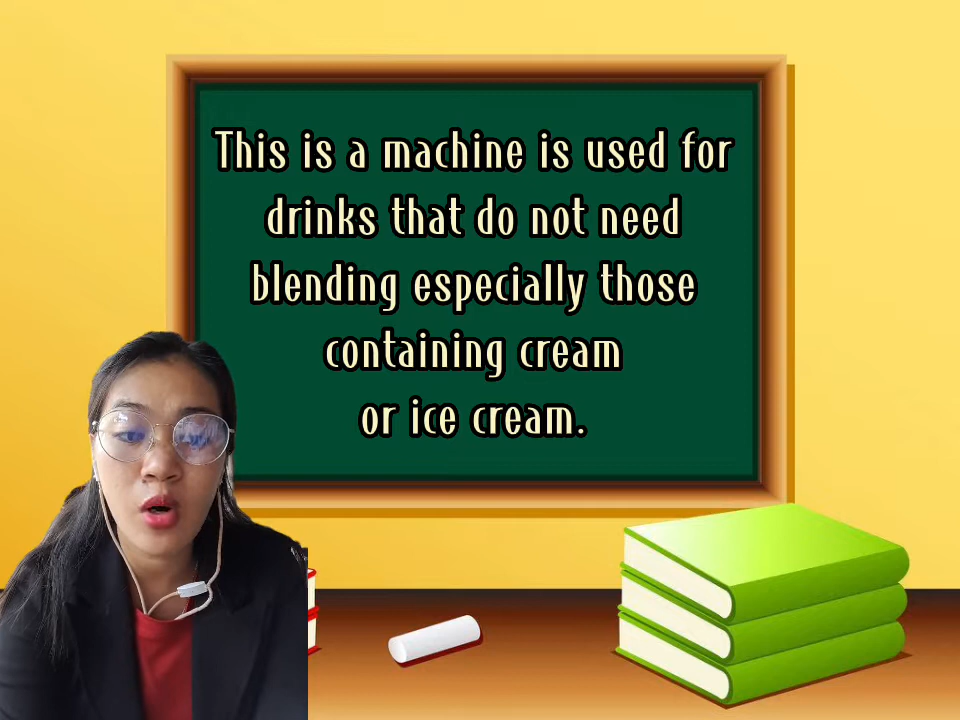 This is a machine is used for
drinks that do not need
blending especially those
containing cream
or ice cream.